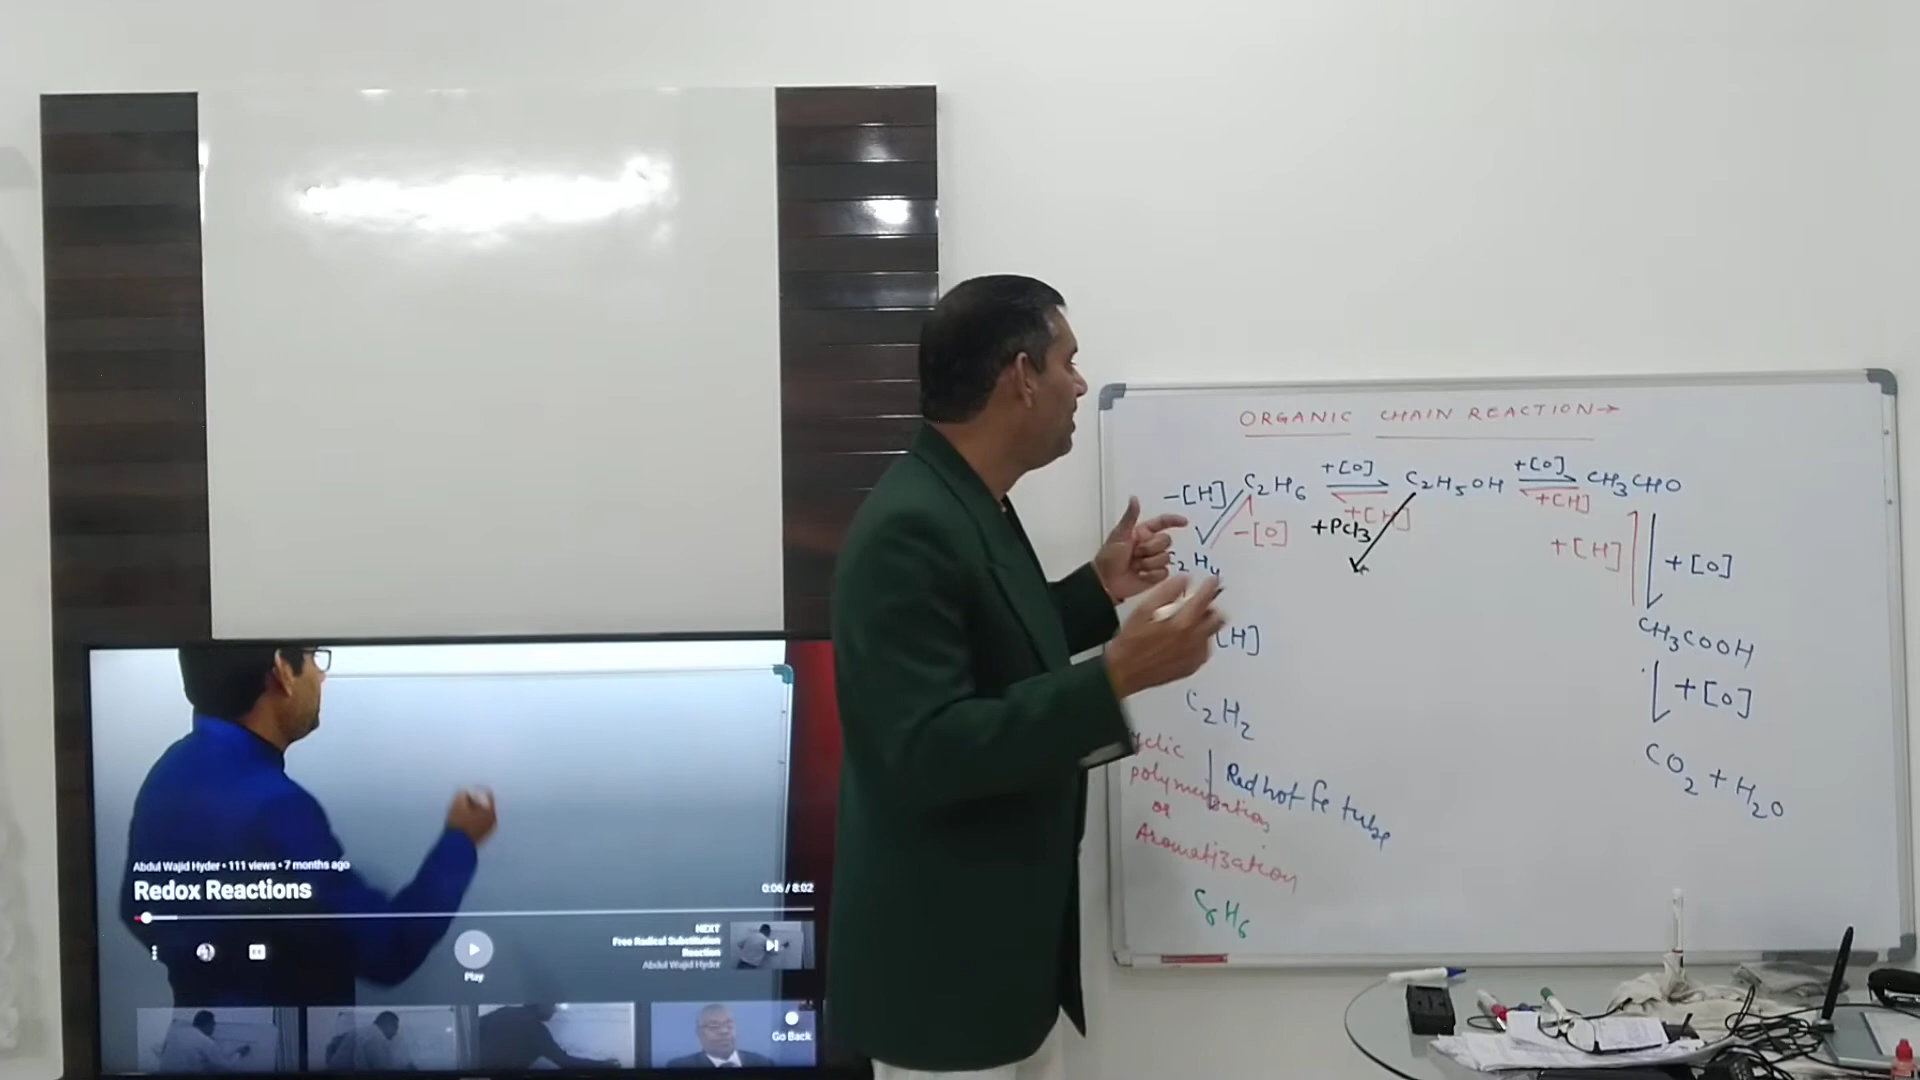 ORGANIC CHAIN REACTION→
-[H] C2H6 +[O] C2H5OH +[O] CH3CHO
+[H] +[H]
-[O] +PCl3
C2H4
+[H] +[O]
[H]
CH3COOH
+[O]
C2H2
CO2 + H2O
yclic
polymerization
or
Aromatization
Red hot Fe tube
C6H6
Abdul Wajid Hyder • 111 views • 7 months ago
Redox Reactions
0:06 / 8:02
NEXT
Free Radical Substitution
Reaction
Abdul Wajid Hyder
Play
Go Back